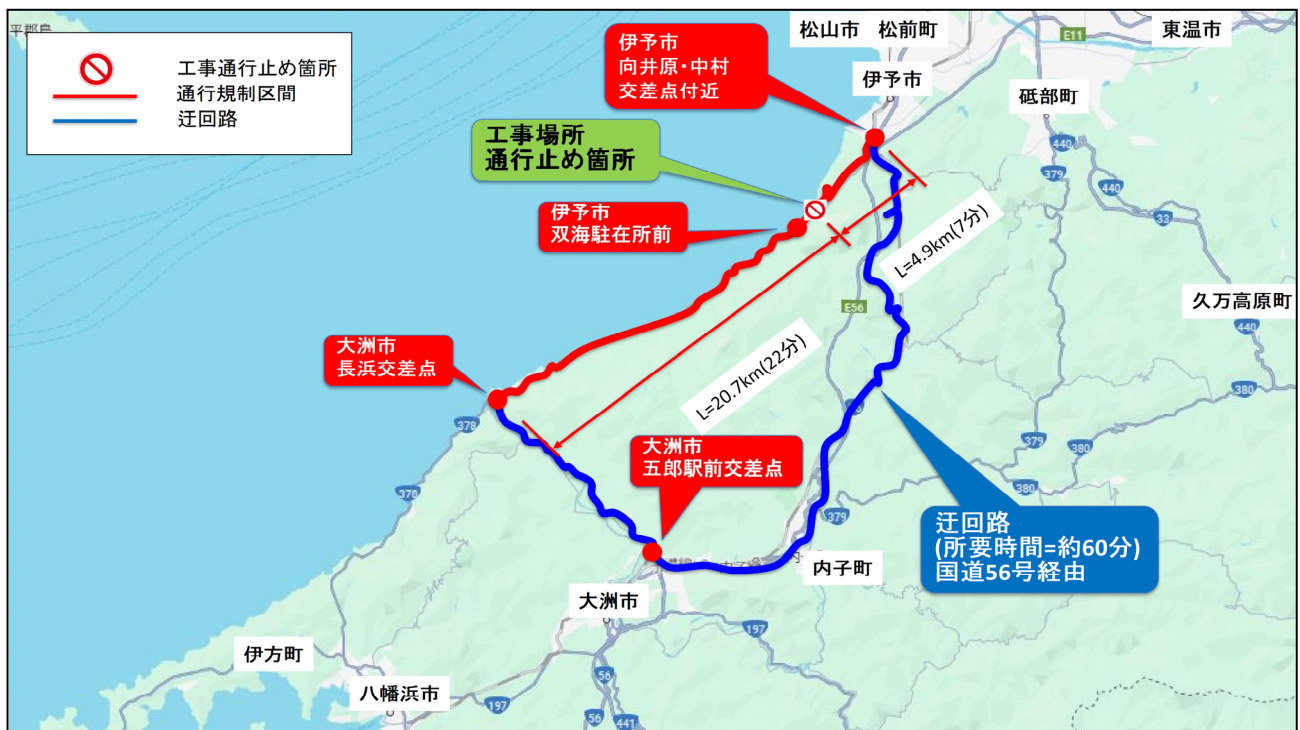 平郡島
工事通行止め箇所
通行規制区間
迂回路
伊予市
向井原・中村
交差点付近
松山市
松前町
東温市
E11
伊予市
砥部町
工事場所
通行止め箇所
伊予市
双海駐在所前
440
379
440
33
L=4.9km(7分)
E56
久万高原町
440
大洲市
長浜交差点
L=20.7km(22分)
380
378
379
380
大洲市
五郎駅前交差点
378
380
379
迂回路
(所要時間=約60分)
国道56号経由
内子町
大洲市
197
伊方町
56
八幡浜市
197
56
441